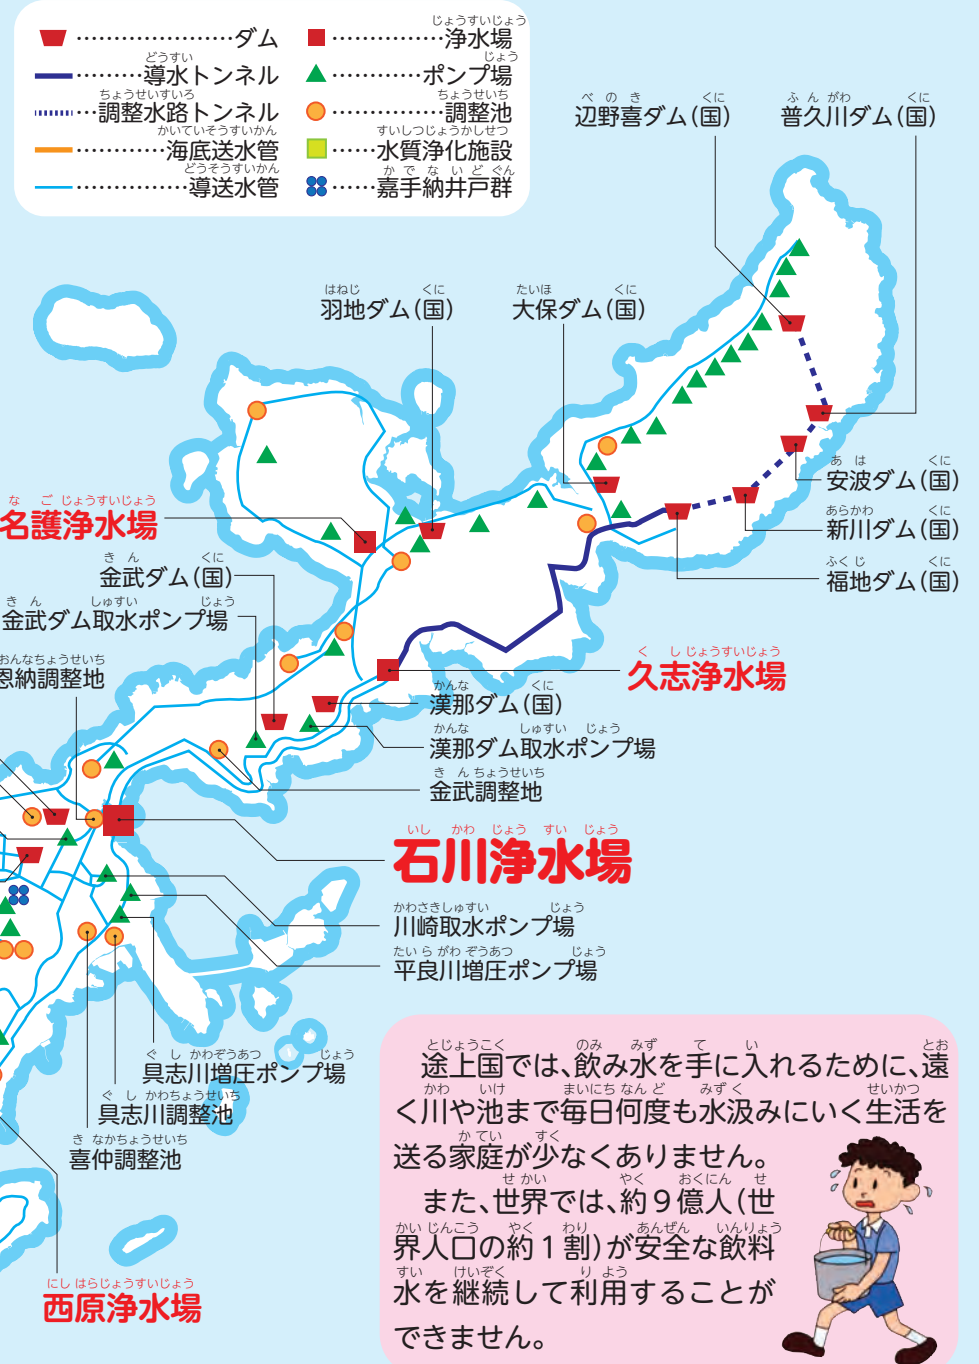 じょうすいじょう
…………………ダム
……………浄水場
どうすい
じょう
………導水トンネル
…………ポンプ場
ちょうせいすいろ
ちょうせいち
…調整水路トンネル
……………調整池
かいていそうすいかん
すいしつじょうかしせつ
…………海底送水管
……水質浄化施設
どうそうすいかん
かでないどぐん
……………導送水管
……嘉手納井戸群
べのき くに
辺野喜ダム(国)
ふんがわ くに
普久川ダム(国)
はねじ くに
羽地ダム(国)
たいほ くに
大保ダム(国)
あは くに
安波ダム(国)
あらかわ くに
新川ダム(国)
ふくじ くに
福地ダム(国)
なごじょうすいじょう
名護浄水場
きん くに
金武ダム(国)
きん しゅすい じょう
金武ダム取水ポンプ場
おんなちょうせいち
恩納調整地
くしじょうすいじょう
久志浄水場
かんな くに
漢那ダム(国)
かんな しゅすい じょう
漢那ダム取水ポンプ場
きんちょうせいち
金武調整地
いしかわじょうすいじょう
石川浄水場
かわさきしゅすい じょう
川崎取水ポンプ場
たいらがわぞうあつ じょう
平良川増圧ポンプ場
ぐしかわぞうあつ じょう
具志川増圧ポンプ場
ぐしかわちょうせいち
具志川調整池
きなかちょうせいち
喜仲調整池
にしはらじょうすいじょう
西原浄水場
とじょうこく のみ みず て い とお
途上国では、飲み水を手に入れるために、遠
かわ いけ まいにちなんど みずく せいかつ
く川や池まで毎日何度も水汲みにいく生活を
かてい すく
送る家庭が少なくありません。
せかい やく おくにん せ
また、世界では、約9億人(世
かいじんこう やく わり あんぜん いんりょう
界人口の約1割)が安全な飲料
すい けいぞく りよう
水を継続して利用することが
できません。